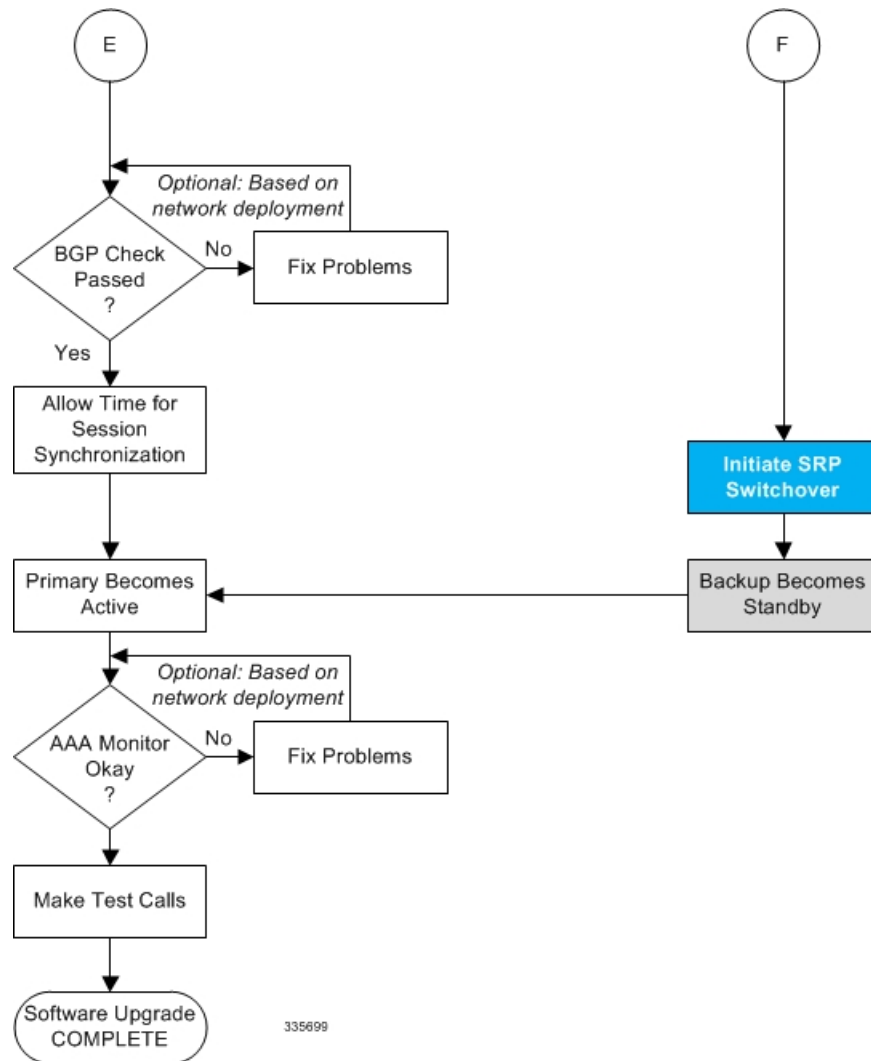 E
F
Optional: Based on
network deployment
BGP Check
Passed
?
No
Fix Problems
Yes
Allow Time for
Session
Synchronization
Initiate SRP
Switchover
Primary Becomes
Active
Backup Becomes
Standby
Optional: Based on
network deployment
AAA Monitor
Okay
?
No
Fix Problems
Make Test Calls
Software Upgrade
COMPLETE
335699